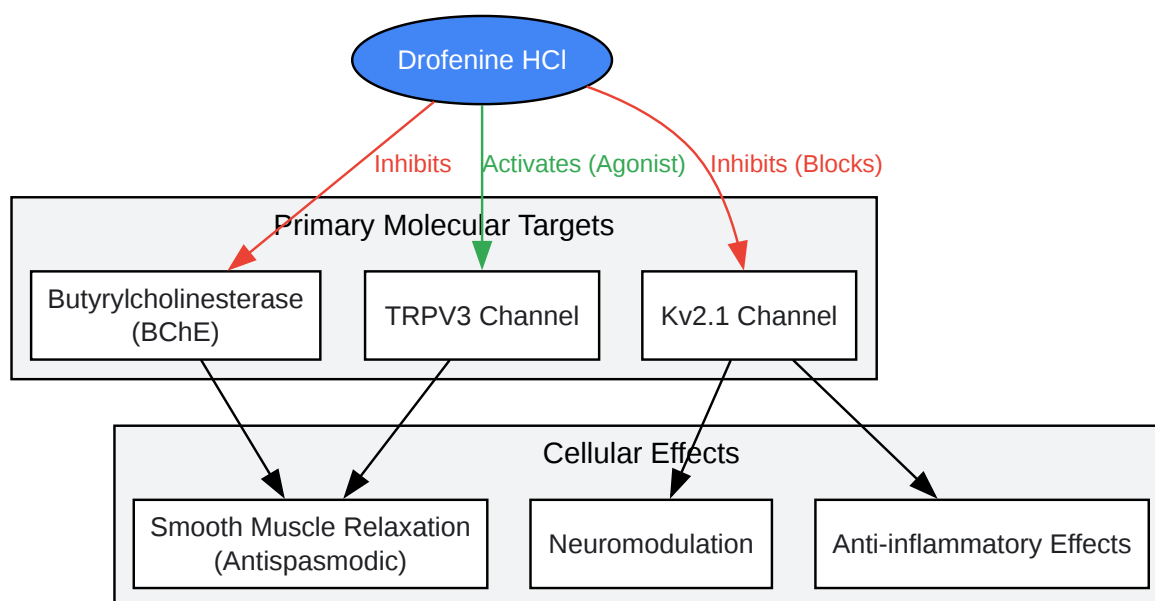 Drofenine HCl
Inhibits
Activates (Agonist)
Inhibits (Blocks)
Primary Molecular Targets
Butyrylcholinesterase
(BChE)
TRPV3 Channel
Kv2.1 Channel
Cellular Effects
Smooth Muscle Relaxation
(Antispasmodic)
Neuromodulation
Anti-inflammatory Effects